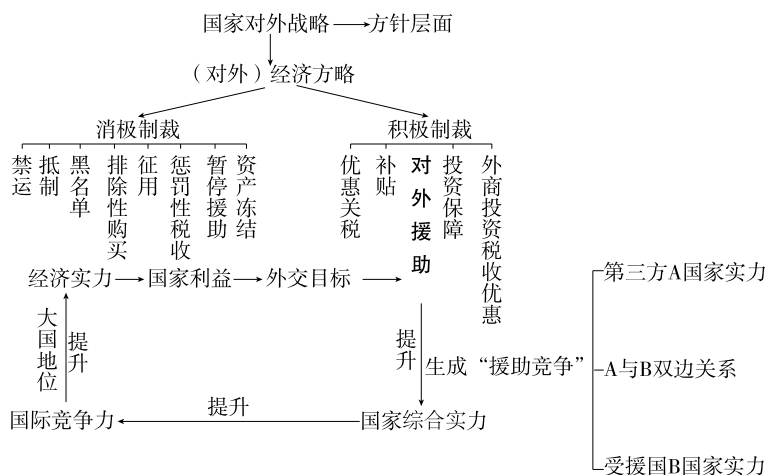 国家对外战略
方针层面
（对外）经济方略
消极制裁
积极制裁
禁运
抵制
黑名单
排除性购买
征用
惩罚性税收
暂停援助
资产冻结
优惠关税
补贴
对外援助
投资保障
外商投资税收优惠
经济实力
国家利益
外交目标
第三方A国家实力
大国地位
提升
提升
生成“援助竞争”
A与B双边关系
国际竞争力
提升
国家综合实力
受援国B国家实力